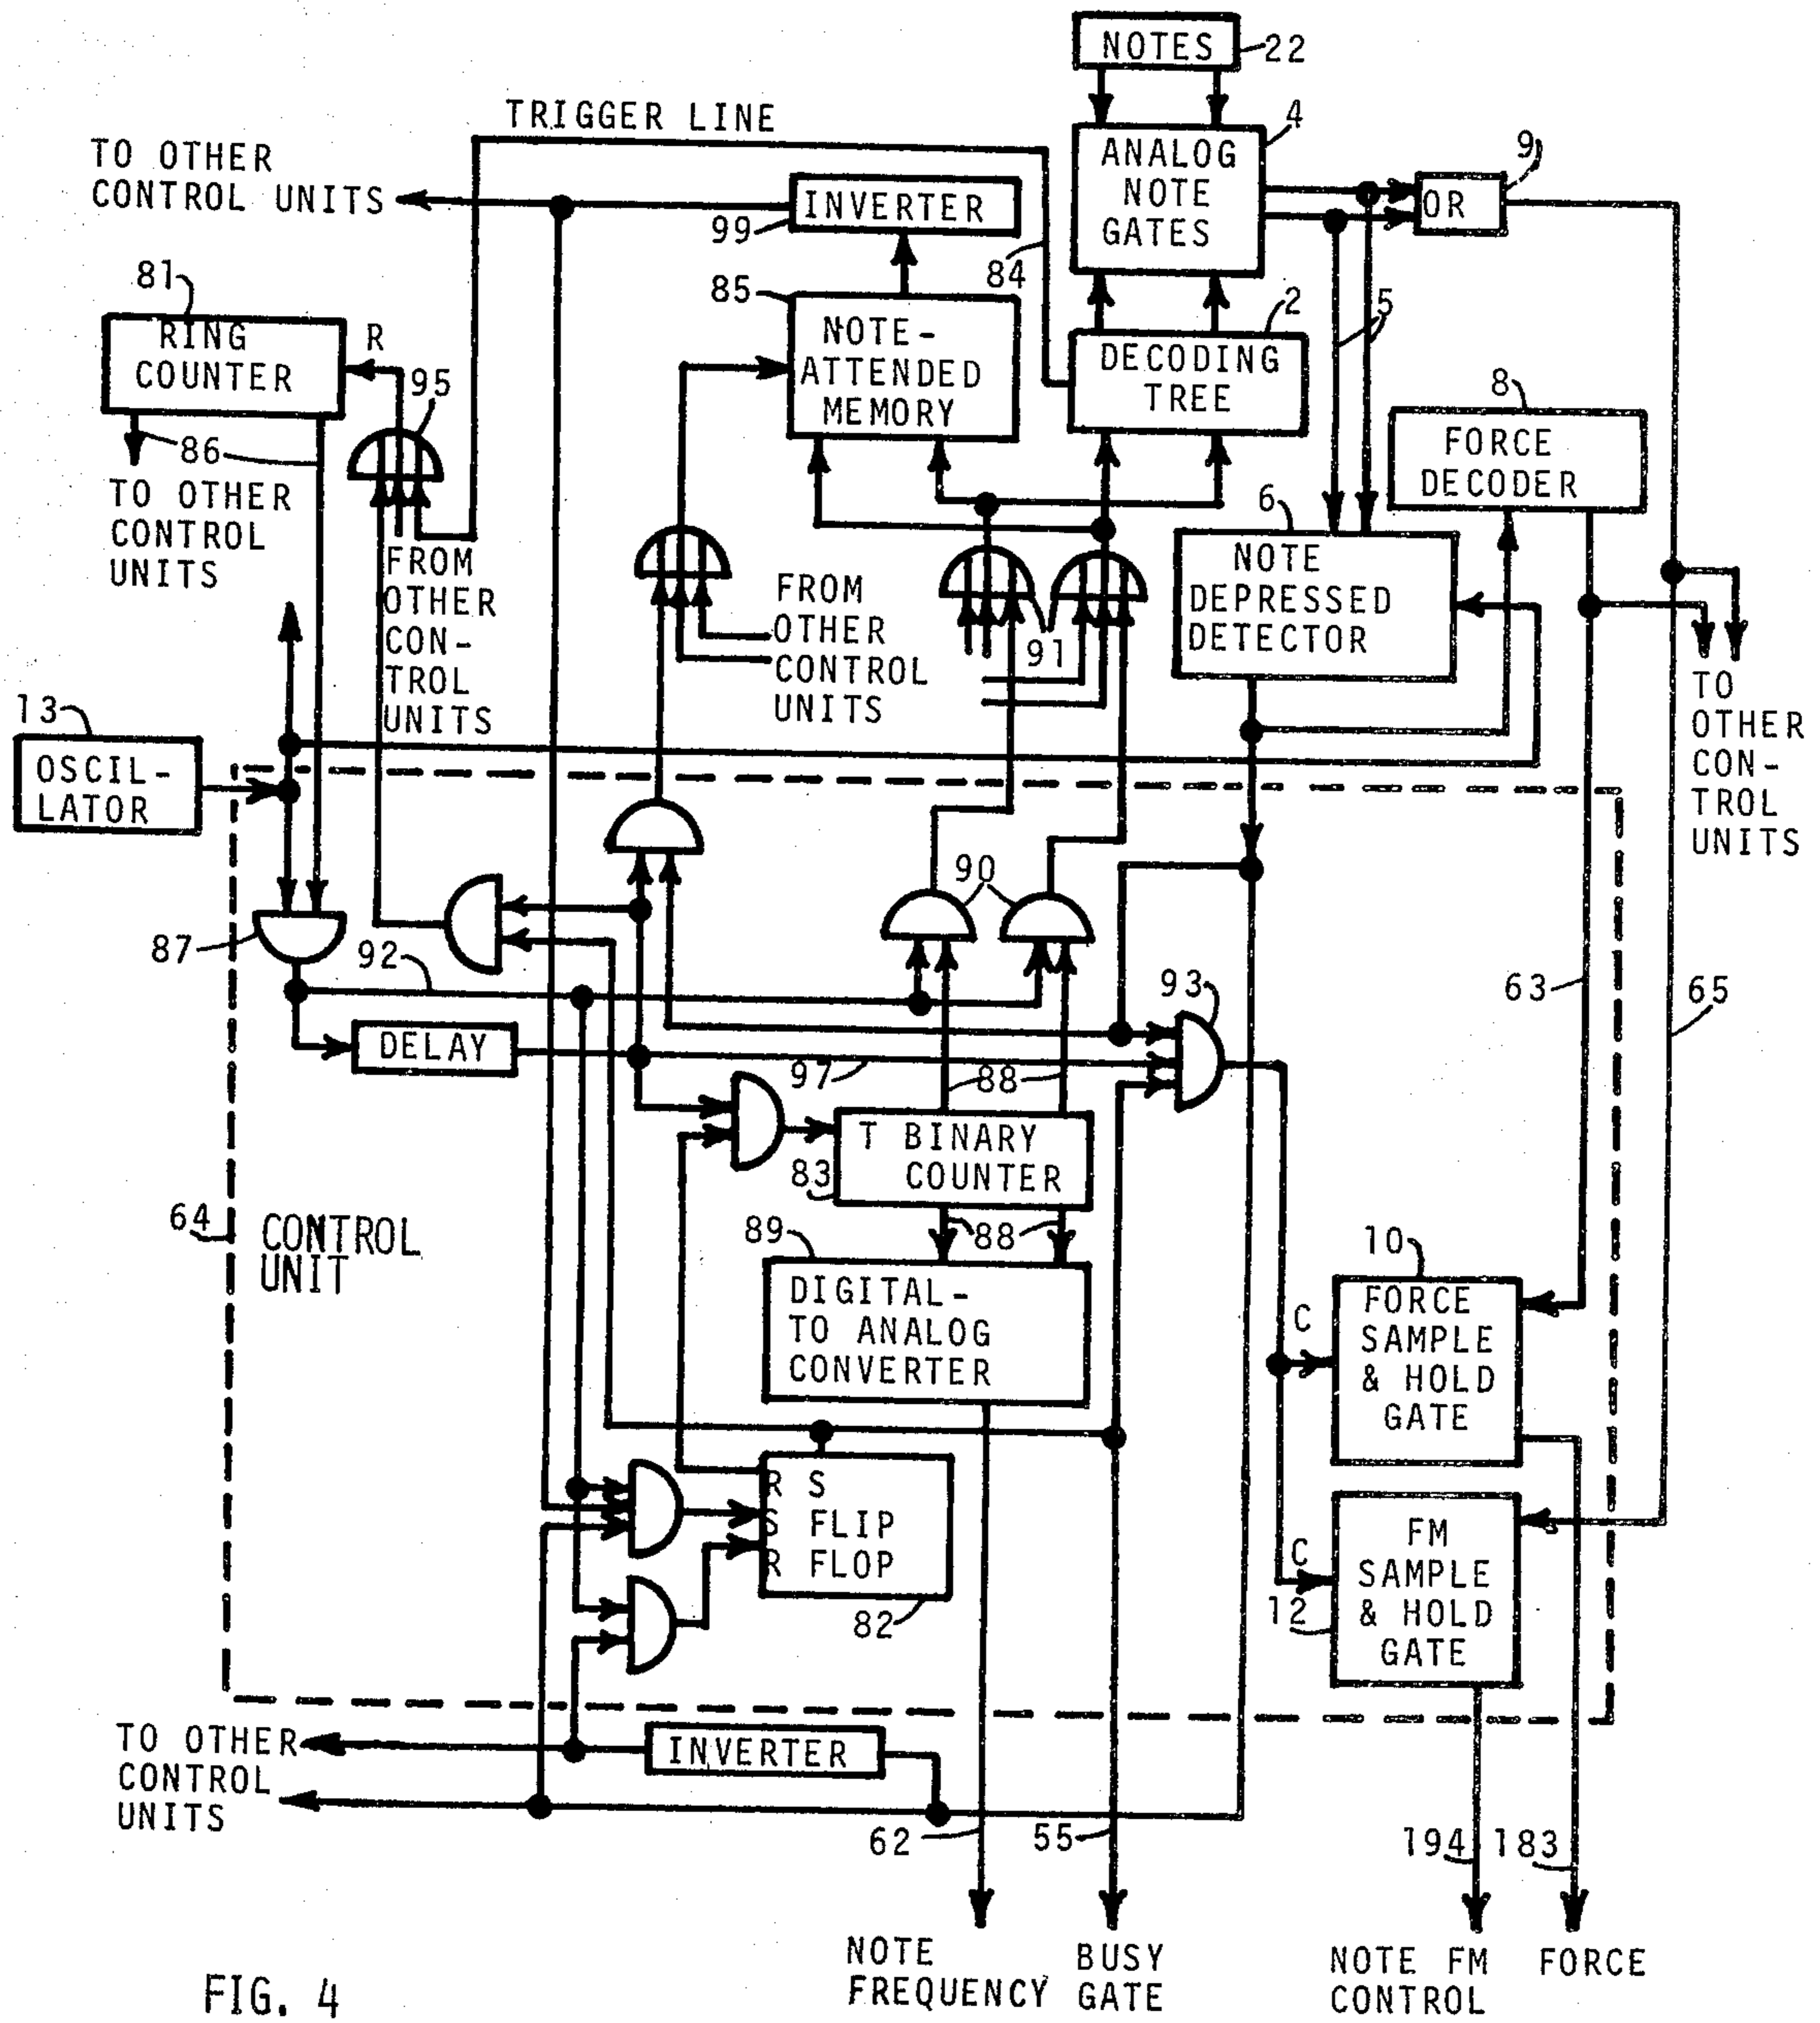 NOTES
22
TRIGGER LINE
4
TO OTHER
CONTROL UNITS
ANALOG
NOTE
GATES
9
INVERTER
99
OR
84
81
85
2
5
RING
COUNTER
R
NOTE-
ATTENDED
MEMORY
DECODING
TREE
95
8
86
FORCE
DECODER
TO OTHER
CONTROL
UNITS
6
FROM
OTHER
CON-
TROL
UNITS
FROM
OTHER
CONTROL
UNITS
91
NOTE
DEPRESSED
DETECTOR
TO
OTHER
CON-
TROL
UNITS
13
OSCIL-
LATOR
90
87
92
93
63
65
DELAY
97
88
T BINARY
COUNTER
83
64
CONTROL
UNIT
89
88
10
DIGITAL-
TO ANALOG
CONVERTER
C
FORCE
SAMPLE
& HOLD
GATE
R S
S FLIP
R FLOP
82
C
12
FM
SAMPLE
& HOLD
GATE
TO OTHER
CONTROL
UNITS
INVERTER
62
55
194
183
NOTE
FREQUENCY
BUSY
GATE
NOTE FM
CONTROL
FORCE
FIG. 4